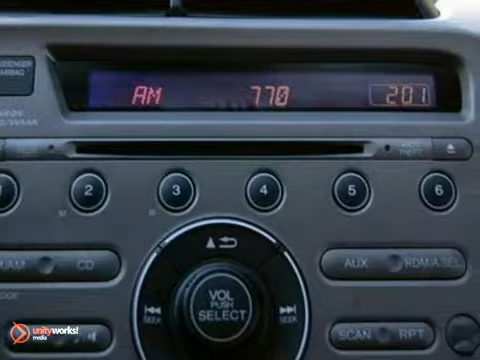 AM 770 201
1 2 3 4 5 6
AUX RDM A.SEL
CD
VOL
PUSH
SELECT
SEEK SEEK
SCAN RPT
unityworks!
media